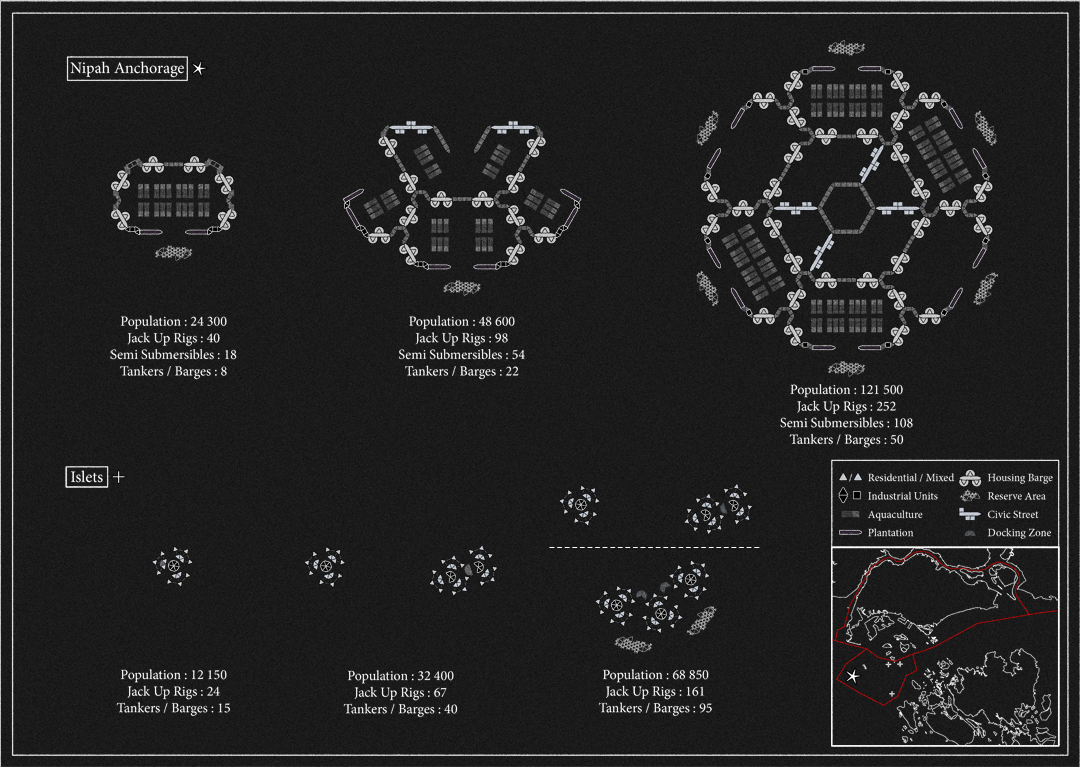 Nipah Anchorage
Population : 24 300
Jack Up Rigs : 40
Semi Submersibles : 18
Tankers / Barges : 8
Population : 48 600
Jack Up Rigs : 98
Semi Submersibles : 54
Tankers / Barges : 22
Population : 121 500
Jack Up Rigs : 252
Semi Submersibles : 108
Tankers / Barges : 50
Islets
Population : 12 150
Jack Up Rigs : 24
Tankers / Barges : 15
Population : 32 400
Jack Up Rigs : 67
Tankers / Barges : 40
Population : 68 850
Jack Up Rigs : 161
Tankers / Barges : 95
/ Residential / Mixed
Industrial Units
Aquaculture
Plantation
Housing Barge
Reserve Area
Civic Street
Docking Zone